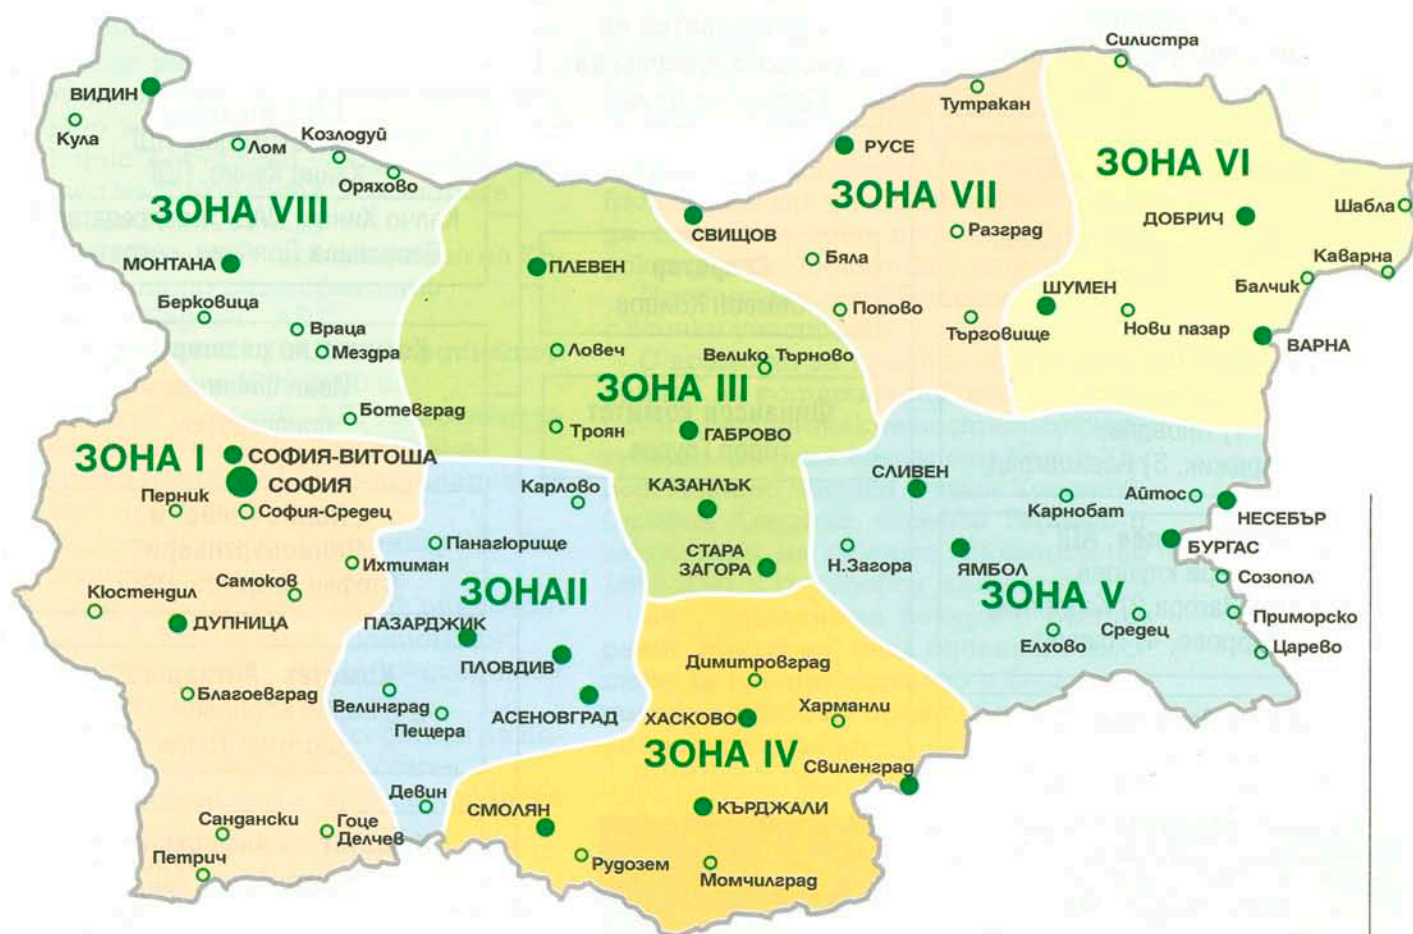 Силистра
ВИДИН
Тутракан
Кула
Лом
Козлодуй
РУСЕ
ЗОНА VI
Оряхово
ЗОНА VII
ЗОНА VIII
Шабла
ДОБРИЧ
СВИЩОВ
Разград
Каварна
МОНТАНА
ПЛЕВЕН
Бяла
Балчик
ШУМЕН
Берковица
Попово
Търговище
Нови пазар
Враца
ВАРНА
Мездра
Ловеч
Велико Търново
ЗОНА III
Ботевград
Троян
ГАБРОВО
ЗОНА I
СОФИЯ-ВИТОША
СОФИЯ
СЛИВЕН
Перник
София-Средец
Карлово
КАЗАНЛЪК
Айтос
Карнобат
НЕСЕБЪР
Панагюрище
БУРГАС
Ихтиман
СТАРА
ЗАГОРА
Н.Загора
ЯМБОЛ
Созопол
Самоков
ЗОНАII
ЗОНА V
Кюстендил
ДУПНИЦА
ПАЗАРДЖИК
Приморско
Средец
Елхово
Царево
ПЛОВДИВ
Димитровград
Благоевград
Велинград
АСЕНОВГРАД
ХАСКОВО
Харманли
Пещера
ЗОНА IV
Свиленград
Девин
СМОЛЯН
КЪРДЖАЛИ
Сандански
Гоце
Делчев
Петрич
Рудозем
Момчилград